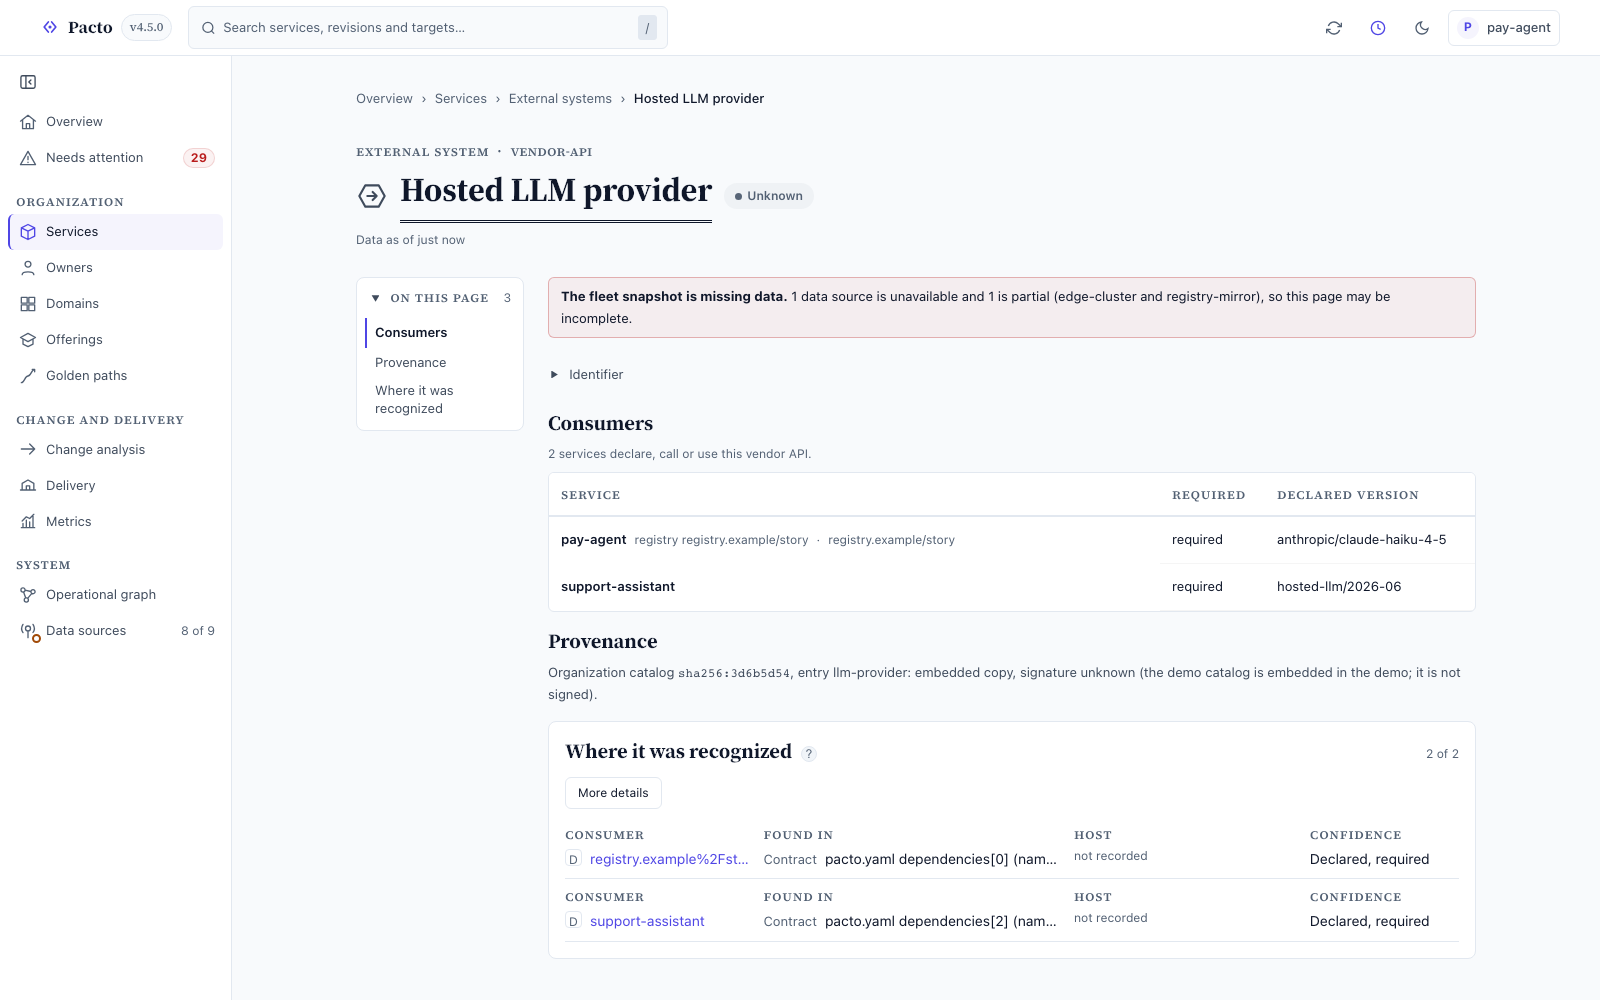 Pacto v4.5.0
Search services, revisions and targets... /
P pay-agent
Overview
Needs attention 29
ORGANIZATION
Services
Owners
Domains
Offerings
Golden paths
CHANGE AND DELIVERY
Change analysis
Delivery
Metrics
SYSTEM
Operational graph
Data sources 8 of 9
Overview › Services › External systems › Hosted LLM provider
EXTERNAL SYSTEM · VENDOR-API
Hosted LLM provider Unknown
Data as of just now
ON THIS PAGE 3
Consumers
Provenance
Where it was
recognized
The fleet snapshot is missing data. 1 data source is unavailable and 1 is partial (edge-cluster and registry-mirror), so this page may be
incomplete.
Identifier
Consumers
2 services declare, call or use this vendor API.
SERVICE REQUIRED DECLARED VERSION
pay-agent registry registry.example/story · registry.example/story required anthropic/claude-haiku-4-5
support-assistant required hosted-llm/2026-06
Provenance
Organization catalog sha256:3d6b5d54, entry llm-provider: embedded copy, signature unknown (the demo catalog is embedded in the demo; it is not
signed).
Where it was recognized ? 2 of 2
More details
CONSUMER FOUND IN HOST CONFIDENCE
D registry.example%2Fst... Contract pacto.yaml dependencies[0] (nam... not recorded Declared, required
CONSUMER FOUND IN HOST CONFIDENCE
D support-assistant Contract pacto.yaml dependencies[2] (nam... not recorded Declared, required